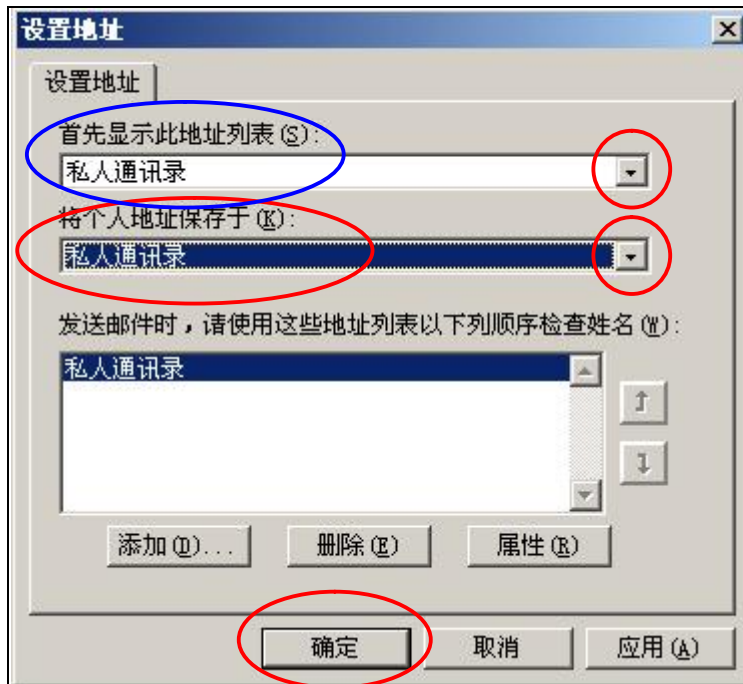 设置地址
设置地址
首先显示此地址列表(S):
私人通讯录
将个人地址保存于(K):
私人通讯录
发送邮件时，请使用这些地址列表以下列顺序检查姓名(W):
私人通讯录
添加(D)... 删除(E) 属性(R)
确定 取消 应用(A)